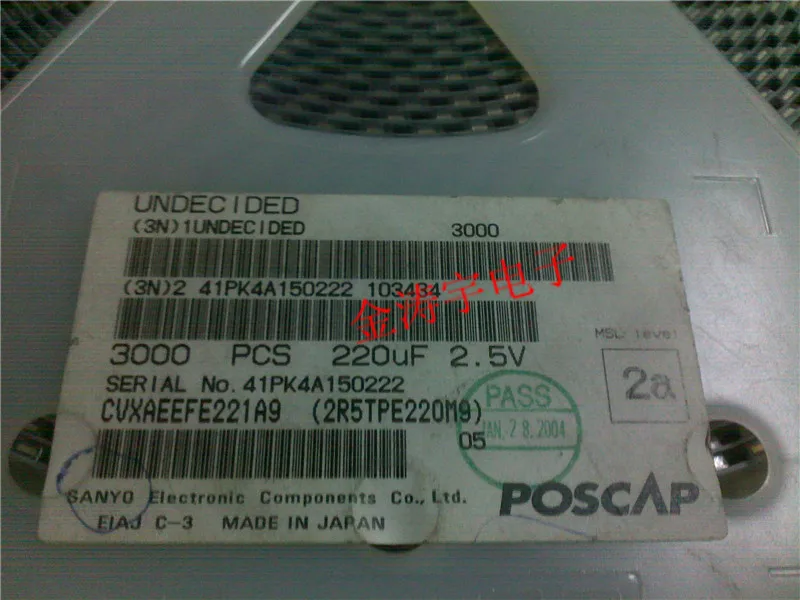 UNDECIDED
(3N)1UNDECIDED 3000
(3N)2 41PK4A150222 103434
金涛宇电子
3000 PCS 220uF 2.5V
MSL level
2a
SERIAL No. 41PK4A150222
CVXAEEFE221A9 (2R5TPE220M9)
05
PASS
JAN. 28. 2004
SANYO Electronic Components Co., Ltd.
POSCAP
EIAJ C-3 MADE IN JAPAN